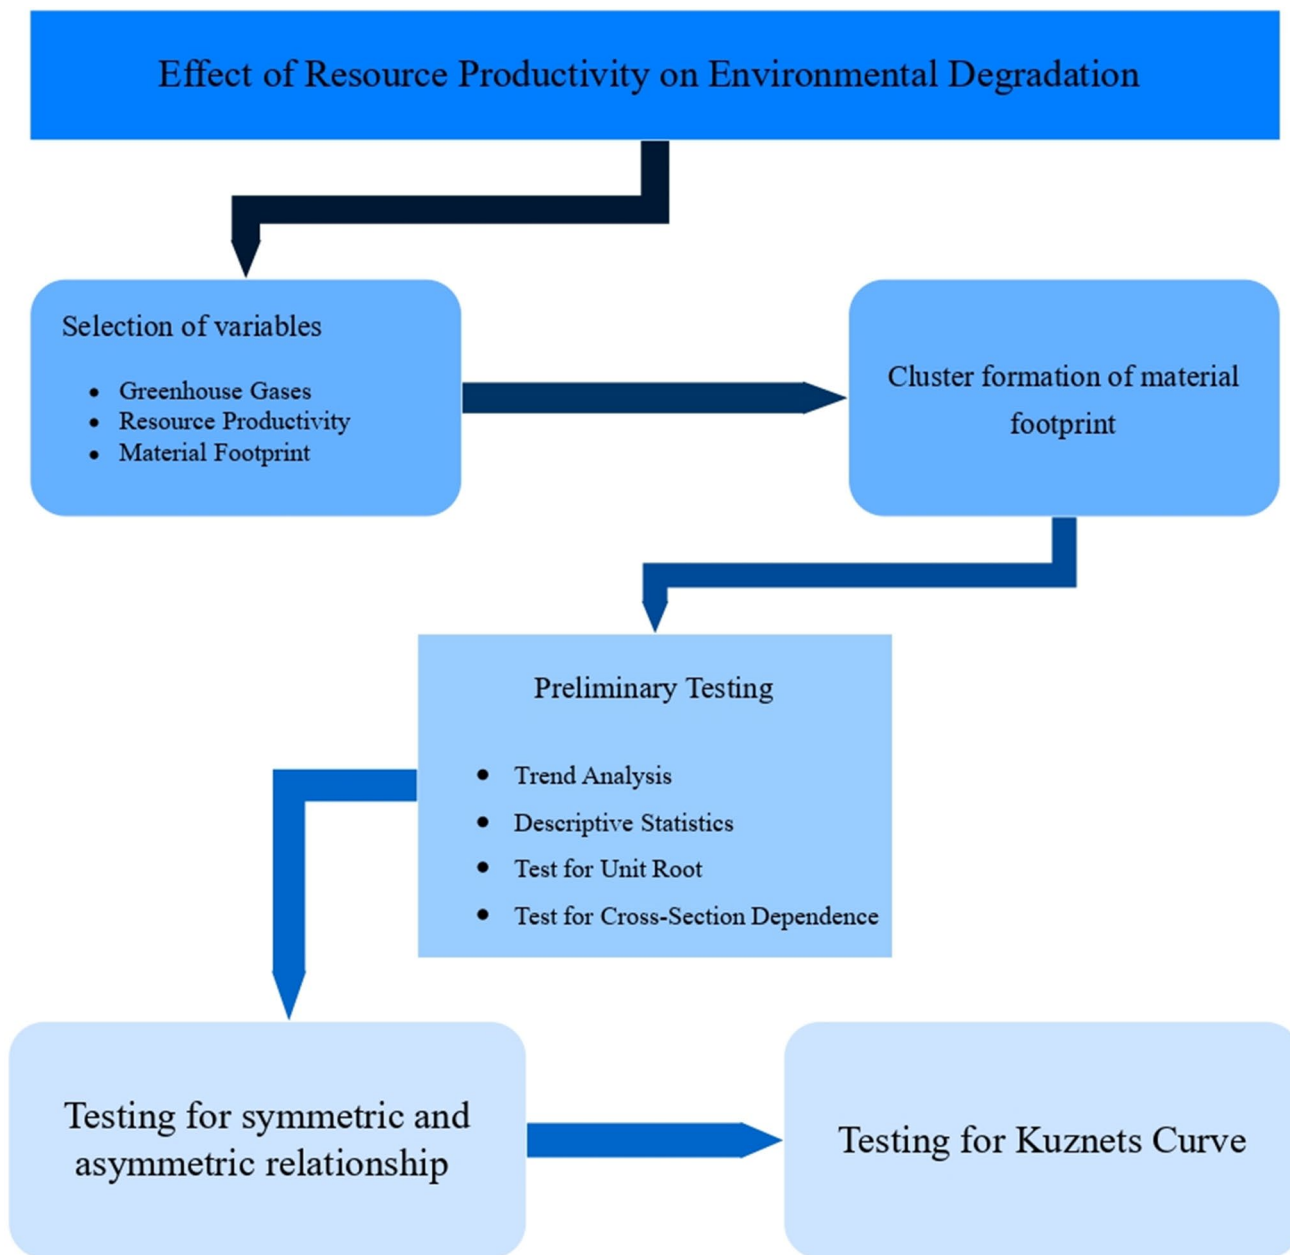 Effect of Resource Productivity on Environmental Degradation
Selection of variables
• Greenhouse Gases
• Resource Productivity
• Material Footprint
Cluster formation of material
footprint
Preliminary Testing
• Trend Analysis
• Descriptive Statistics
• Test for Unit Root
• Test for Cross-Section Dependence
Testing for symmetric and
asymmetric relationship
Testing for Kuznets Curve